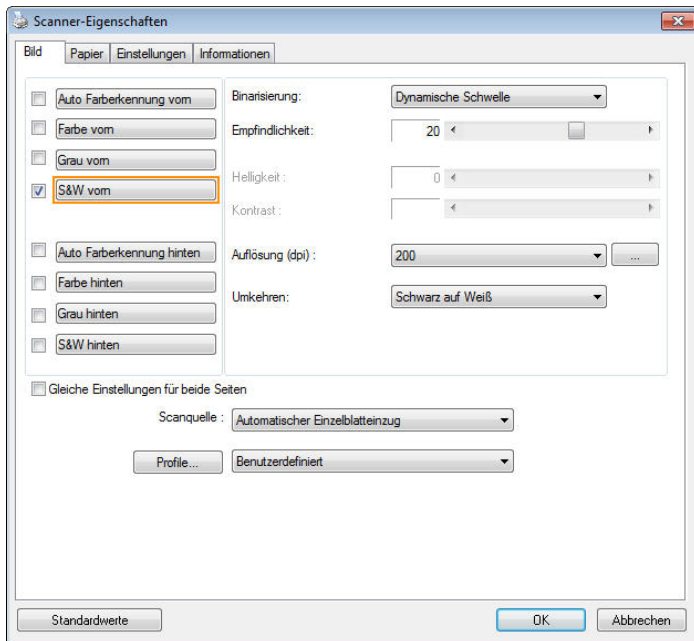 Scanner-Eigenschaften
Bild Papier Einstellungen Informationen
Auto Farberkennung vorn
Farbe vorn
Grau vorn
S&W vorn
Auto Farberkennung hinten
Farbe hinten
Grau hinten
S&W hinten
Binarisierung: Dynamische Schwelle
Empfindlichkeit: 20
Helligkeit : 0
Kontrast :
Auflösung (dpi) : 200 ...
Umkehren: Schwarz auf Weiß
Gleiche Einstellungen für beide Seiten
Scanquelle : Automatischer Einzelblatteinzug
Profile... Benutzerdefiniert
Standardwerte OK Abbrechen